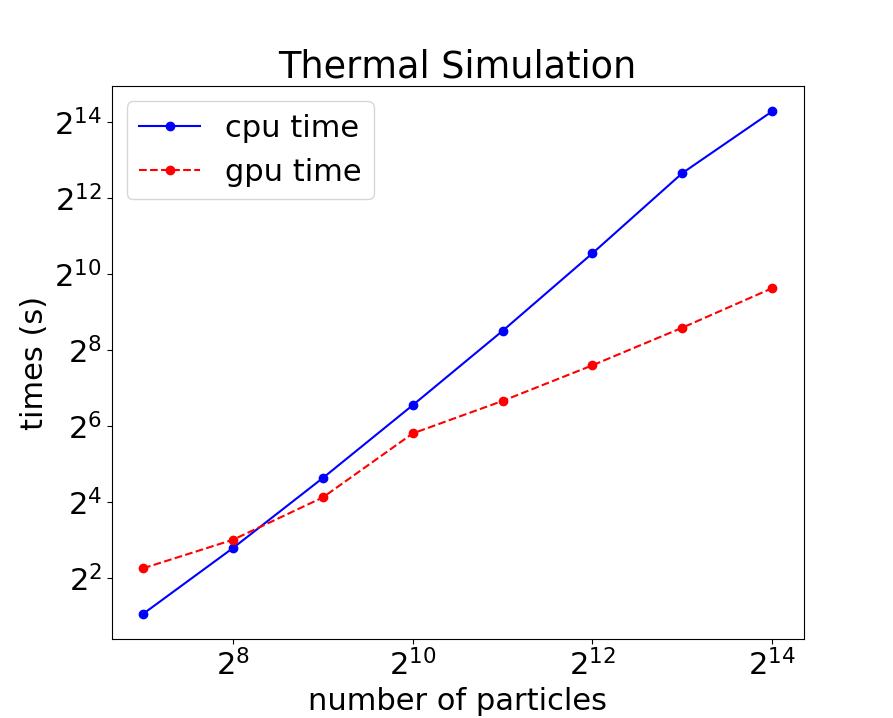 Thermal Simulation
cpu time
gpu time
2^14
2^12
2^10
2^8
2^6
2^4
2^2
times (s)
2^8 2^10 2^12 2^14
number of particles